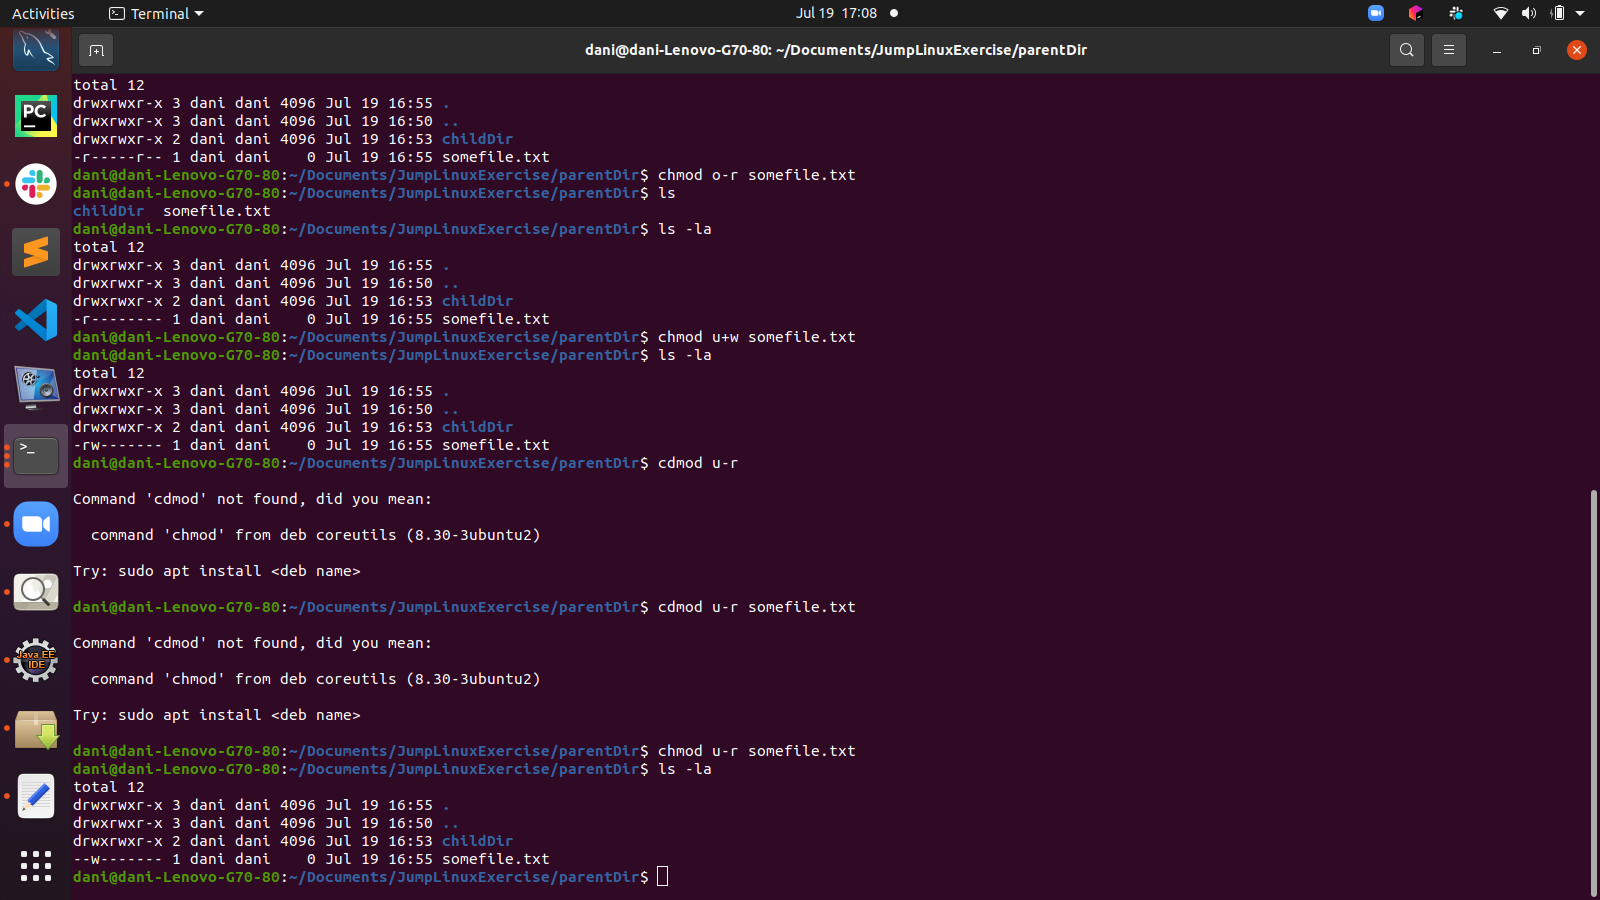 Activities Terminal Jul 19 17:08
dani@dani-Lenovo-G70-80: ~/Documents/JumpLinuxExercise/parentDir
total 12
drwxrwxr-x 3 dani dani 4096 Jul 19 16:55 .
drwxrwxr-x 3 dani dani 4096 Jul 19 16:50 ..
drwxrwxr-x 2 dani dani 4096 Jul 19 16:53 childDir
-r-----r-- 1 dani dani    0 Jul 19 16:55 somefile.txt
dani@dani-Lenovo-G70-80:~/Documents/JumpLinuxExercise/parentDir$ chmod o-r somefile.txt
dani@dani-Lenovo-G70-80:~/Documents/JumpLinuxExercise/parentDir$ ls
childDir  somefile.txt
dani@dani-Lenovo-G70-80:~/Documents/JumpLinuxExercise/parentDir$ ls -la
total 12
drwxrwxr-x 3 dani dani 4096 Jul 19 16:55 .
drwxrwxr-x 3 dani dani 4096 Jul 19 16:50 ..
drwxrwxr-x 2 dani dani 4096 Jul 19 16:53 childDir
-r-------- 1 dani dani    0 Jul 19 16:55 somefile.txt
dani@dani-Lenovo-G70-80:~/Documents/JumpLinuxExercise/parentDir$ chmod u+w somefile.txt
dani@dani-Lenovo-G70-80:~/Documents/JumpLinuxExercise/parentDir$ ls -la
total 12
drwxrwxr-x 3 dani dani 4096 Jul 19 16:55 .
drwxrwxr-x 3 dani dani 4096 Jul 19 16:50 ..
drwxrwxr-x 2 dani dani 4096 Jul 19 16:53 childDir
-rw------- 1 dani dani    0 Jul 19 16:55 somefile.txt
dani@dani-Lenovo-G70-80:~/Documents/JumpLinuxExercise/parentDir$ cdmod u-r
Command 'cdmod' not found, did you mean:
  command 'chmod' from deb coreutils (8.30-3ubuntu2)
Try: sudo apt install <deb name>
dani@dani-Lenovo-G70-80:~/Documents/JumpLinuxExercise/parentDir$ cdmod u-r somefile.txt
Command 'cdmod' not found, did you mean:
  command 'chmod' from deb coreutils (8.30-3ubuntu2)
Try: sudo apt install <deb name>
dani@dani-Lenovo-G70-80:~/Documents/JumpLinuxExercise/parentDir$ chmod u-r somefile.txt
dani@dani-Lenovo-G70-80:~/Documents/JumpLinuxExercise/parentDir$ ls -la
total 12
drwxrwxr-x 3 dani dani 4096 Jul 19 16:55 .
drwxrwxr-x 3 dani dani 4096 Jul 19 16:50 ..
drwxrwxr-x 2 dani dani 4096 Jul 19 16:53 childDir
--w------- 1 dani dani    0 Jul 19 16:55 somefile.txt
dani@dani-Lenovo-G70-80:~/Documents/JumpLinuxExercise/parentDir$
PC
>_
Java EE
IDE